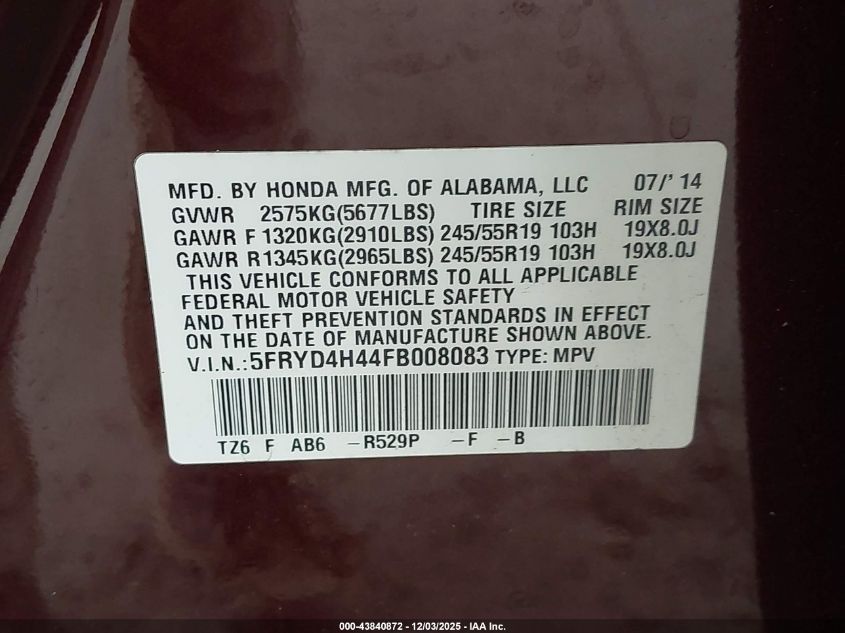 MFD. BY HONDA MFG. OF ALABAMA, LLC 07/' 14
GVWR 2575KG(5677LBS) TIRE SIZE RIM SIZE
GAWR F 1320KG(2910LBS) 245/55R19 103H 19X8.0J
GAWR R1345KG(2965LBS) 245/55R19 103H 19X8.0J
THIS VEHICLE CONFORMS TO ALL APPLICABLE
FEDERAL MOTOR VEHICLE SAFETY
AND THEFT PREVENTION STANDARDS IN EFFECT
ON THE DATE OF MANUFACTURE SHOWN ABOVE.
V.I.N.:5FRYD4H44FB008083 TYPE: MPV
TZ6 F AB6 -R529P -F -B
000-43840872 - 12/03/2025 - IAA Inc.